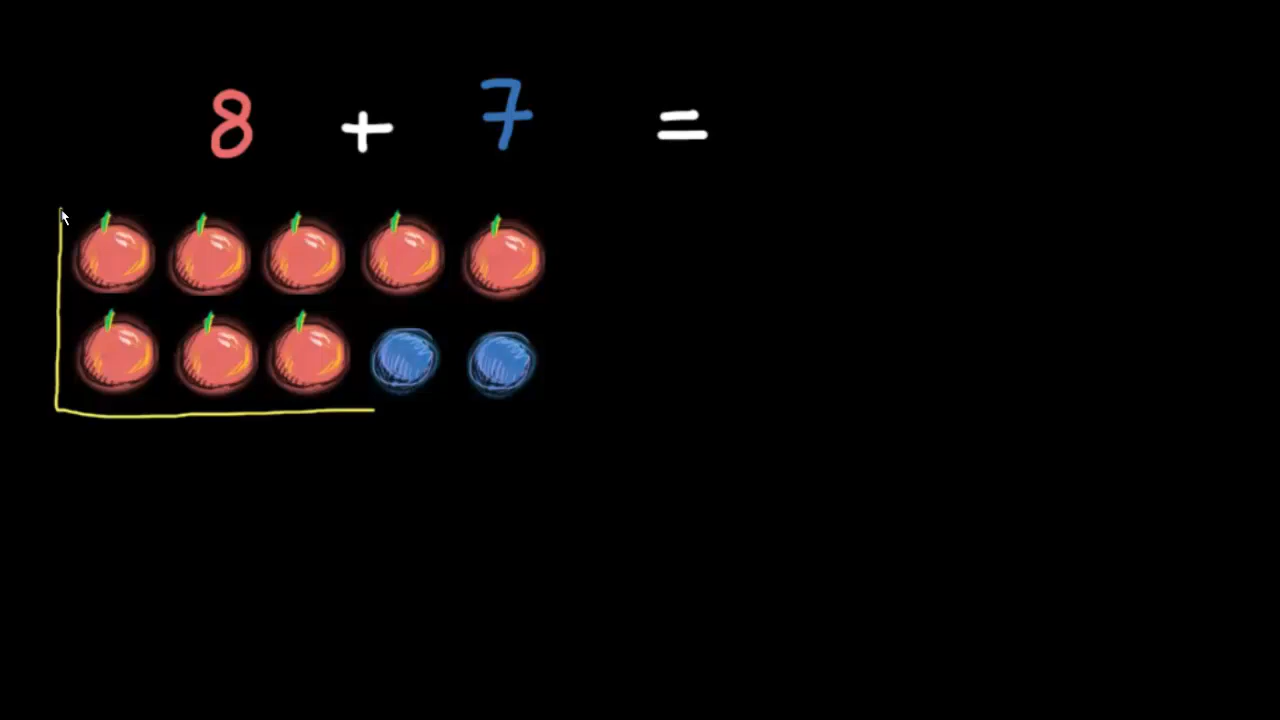 8 + 7 =